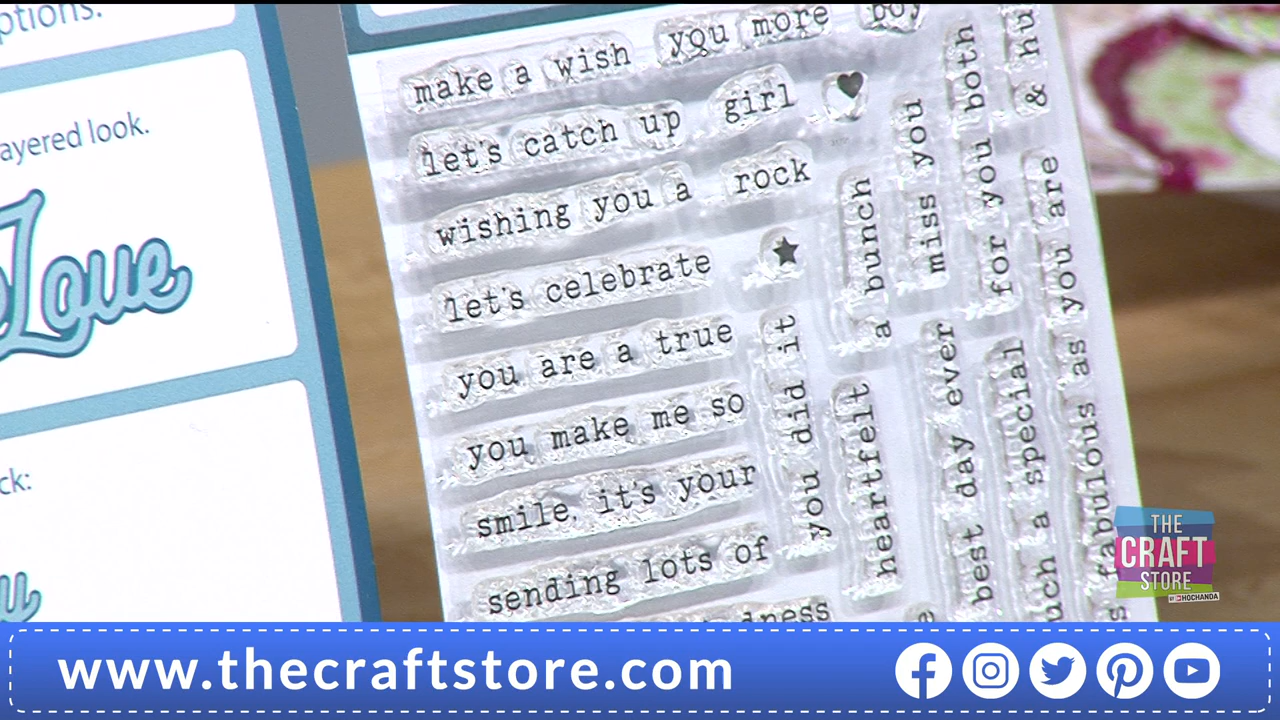 ptions.
ayered look.
Love
ck:
u
make a wish
you more
boy
let's catch up
girl
wishing you a
rock
let's celebrate
you are a true
you make me so
smile, it's your
sending lots of
you did it
a bunch
heartfelt
miss you
best day ever
for you both
uch a special
& hu
s fabulous as you are
THE
CRAFT
STORE
BY HOCHANDA
www.thecraftstore.com